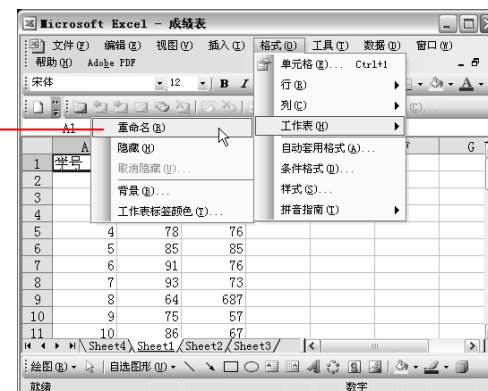 Microsoft Excel - 成绩表
文件(F) 编辑(E) 视图(V) 插入(I) 格式(O) 工具(T) 数据(D) 窗口(W)
帮助(H) Adobe PDF
宋体 12 B I
A1
单元格(E)... Ctrl+1
行(R)
列(C)
工作表(H)
自动套用格式(A)...
条件格式(D)...
样式(S)...
拼音指南(T)
重命名(R)
隐藏(H)
取消隐藏(U)...
背景(B)...
工作表标签颜色(T)...
A F G
1 学号
2
3
4
5 4 78 76
6 5 85 85
7 6 91 76
8 7 93 73
9 8 64 687
10 9 75 57
11 10 86 67
Sheet4 Sheet1 Sheet2 Sheet3
绘图(R) 自选图形(U)
就绪 数字